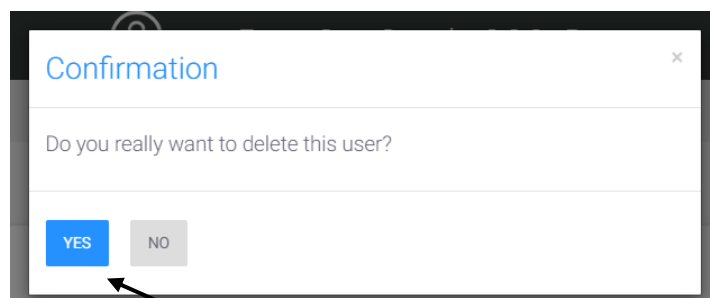 Confirmation
×
Do you really want to delete this user?
YES
NO